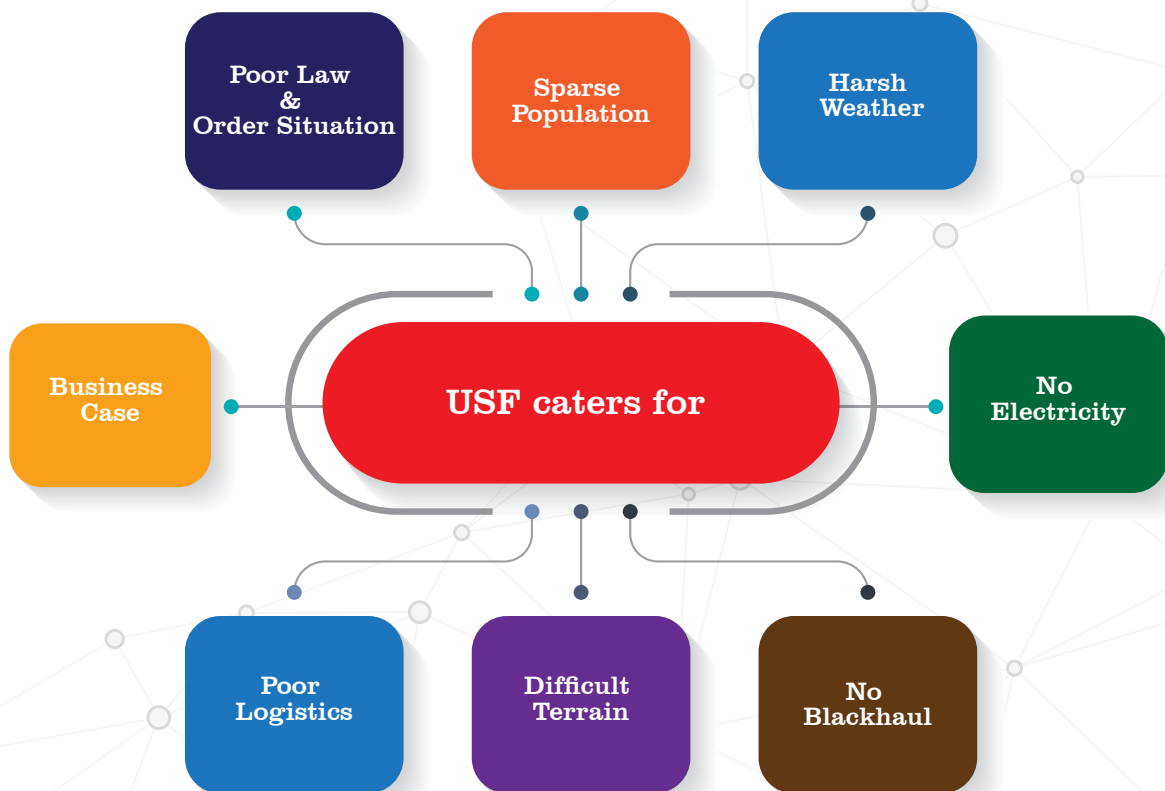 Poor Law
&
Order Situation
Sparse
Population
Harsh
Weather
Business
Case
USF caters for
No
Electricity
Poor
Logistics
Difficult
Terrain
No
Blackhaul